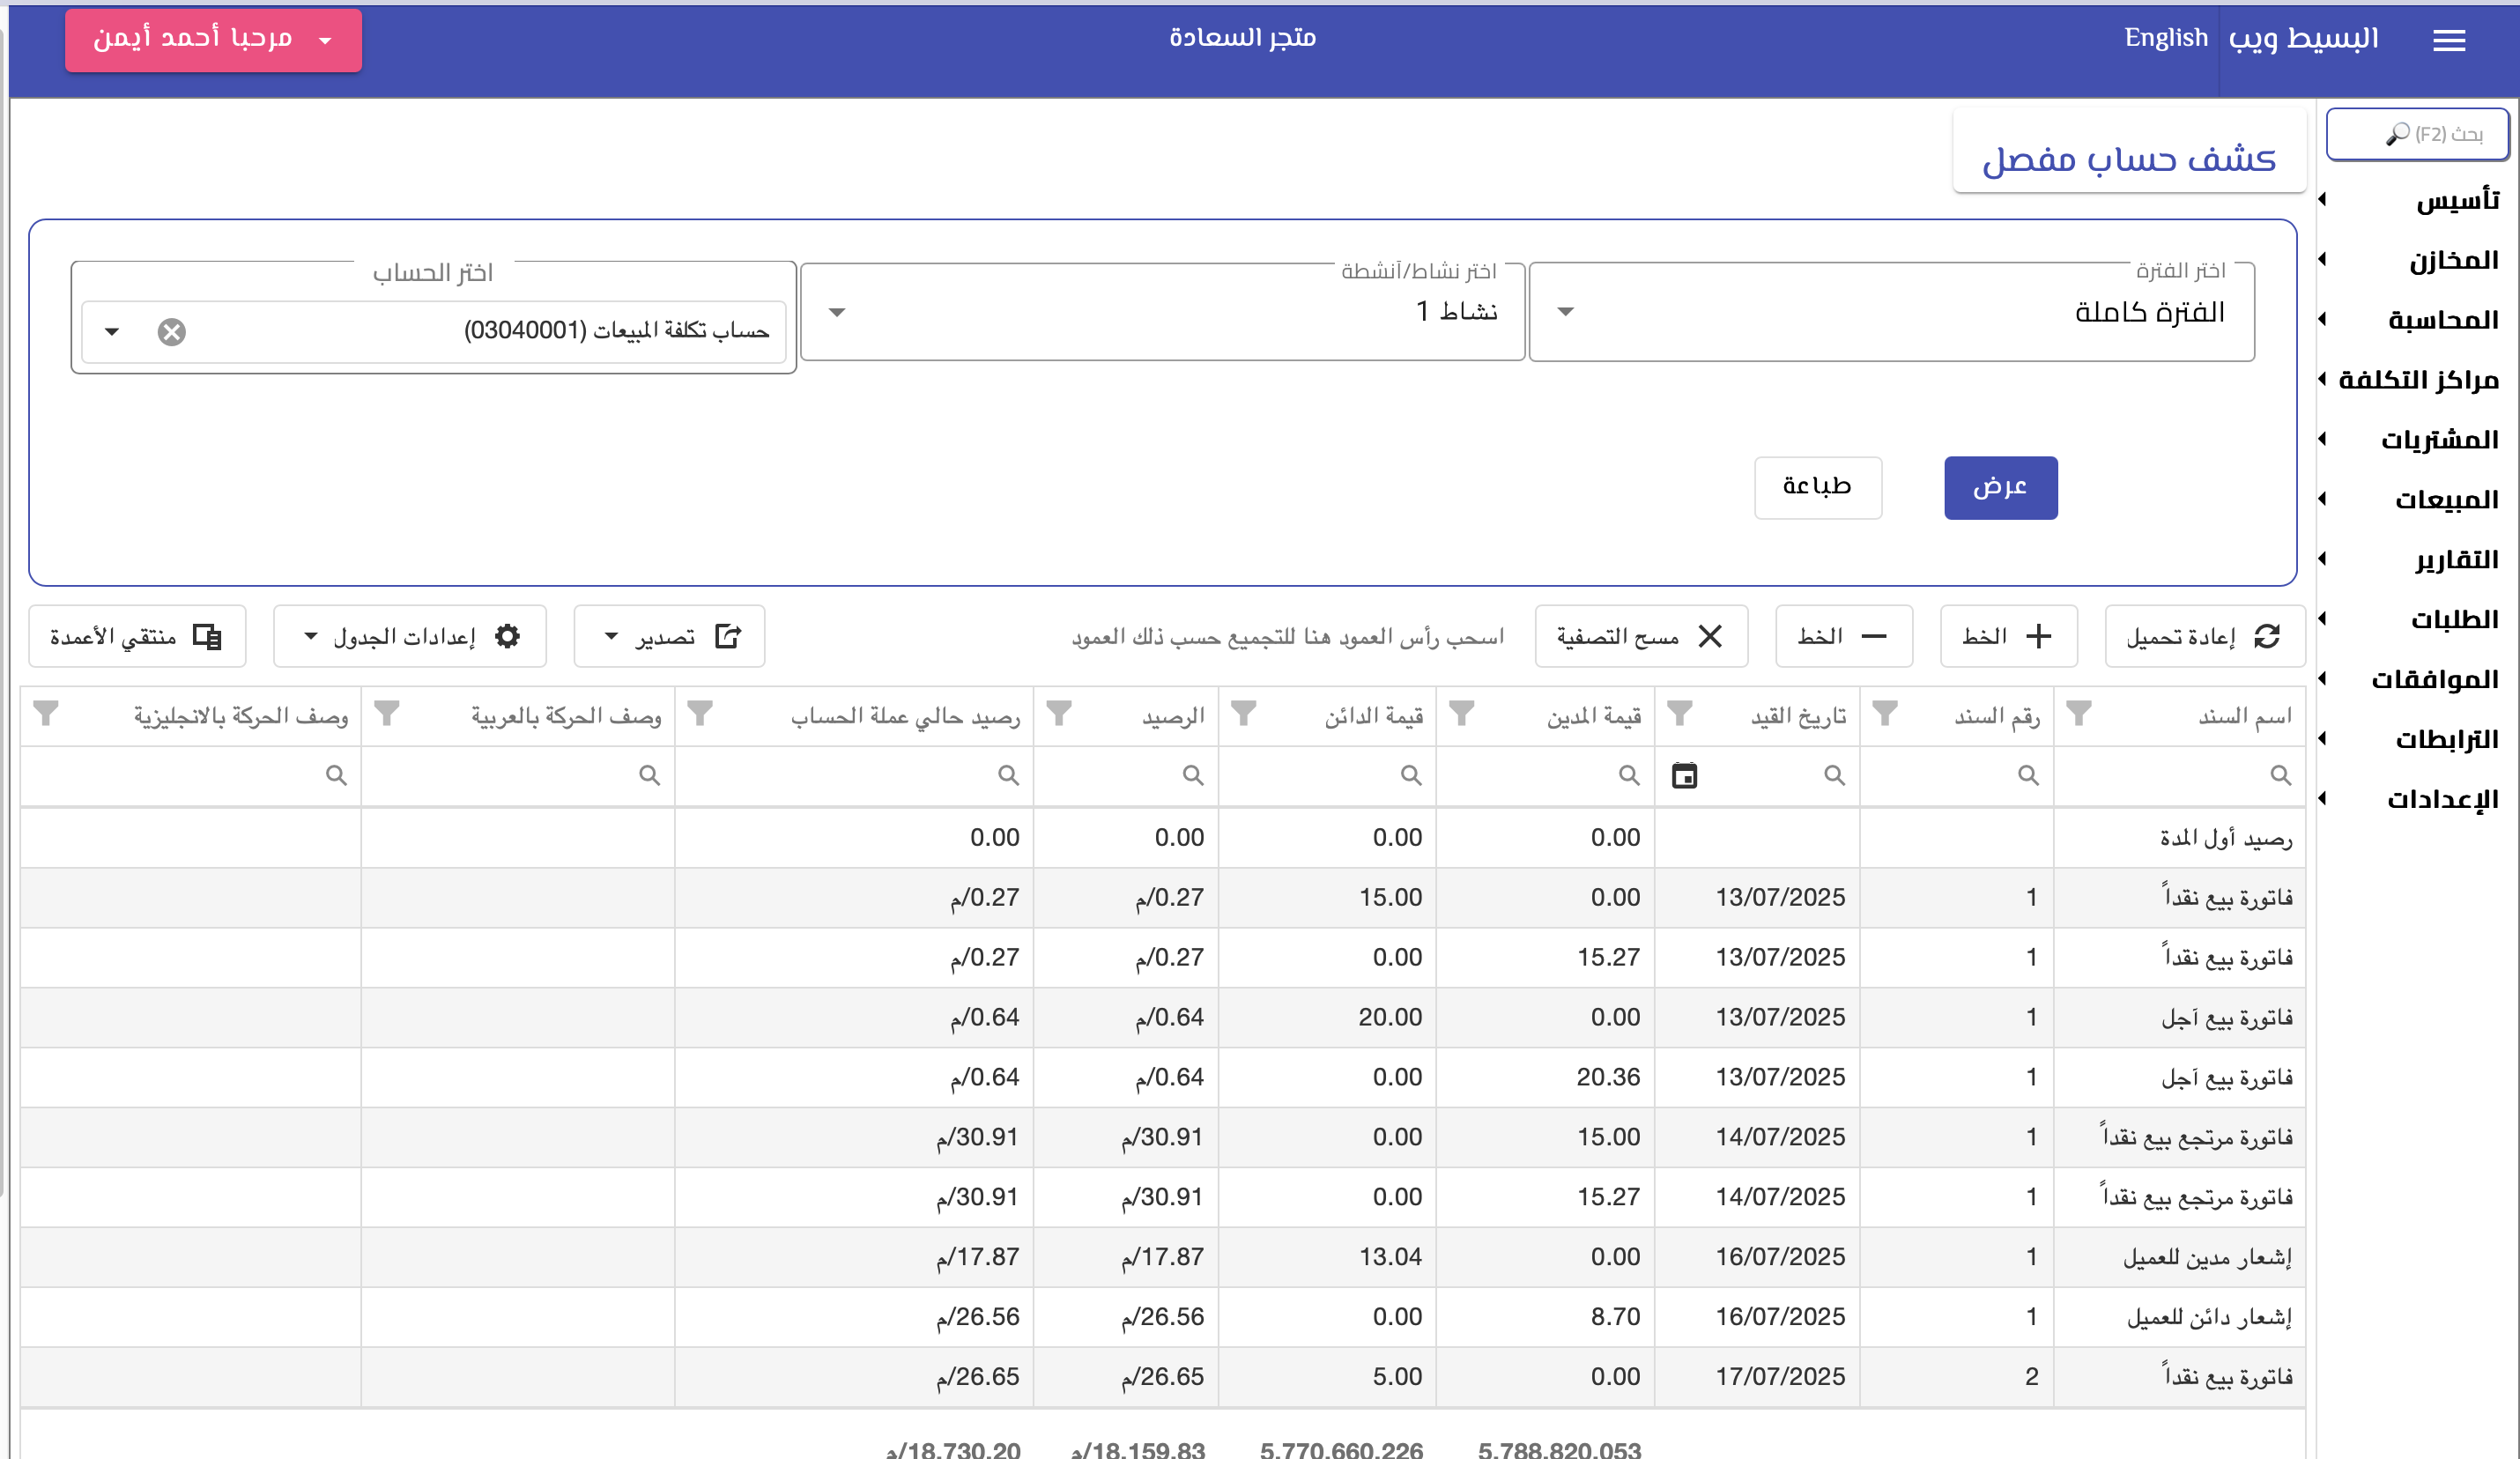 البسيط ويب English متجر السعادة مرحبا أحمد أيمن
بحث (F2)
تأسيس
المخازن
المحاسبة
مراكز التكلفة
المشتريات
المبيعات
التقارير
الطلبات
الموافقات
الترابطات
الإعدادات
كشف حساب مفصل
اختر الفترة اختر نشاط/أنشطة اختر الحساب
الفترة كاملة نشاط 1 حساب تكلفة المبيعات (03040001)
عرض طباعة
إعادة تحميل الخط الخط مسح التصفية اسحب رأس العمود هنا للتجميع حسب ذلك العمود تصدير إعدادات الجدول منتقي الأعمدة
اسم السند رقم السند تاريخ القيد قيمة المدين قيمة الدائن الرصيد رصيد حالي عملة الحساب وصف الحركة بالعربية وصف الحركة بالانجليزية
رصيد أول المدة 0.00 0.00 0.00 0.00
فاتورة بيع نقداً 1 13/07/2025 0.00 15.00 0.27/م 0.27/م
فاتورة بيع نقداً 1 13/07/2025 15.27 0.00 0.27/م 0.27/م
فاتورة بيع آجل 1 13/07/2025 0.00 20.00 0.64/م 0.64/م
فاتورة بيع آجل 1 13/07/2025 20.36 0.00 0.64/م 0.64/م
فاتورة مرتجع بيع نقداً 1 14/07/2025 15.00 0.00 30.91/م 30.91/م
فاتورة مرتجع بيع نقداً 1 14/07/2025 15.27 0.00 30.91/م 30.91/م
إشعار مدين للعميل 1 16/07/2025 0.00 13.04 17.87/م 17.87/م
إشعار دائن للعميل 1 16/07/2025 8.70 0.00 26.56/م 26.56/م
فاتورة بيع نقداً 2 17/07/2025 0.00 5.00 26.65/م 26.65/م
5,788,820.053 5,770,660.226 18,159.83/م 18,730.20/م